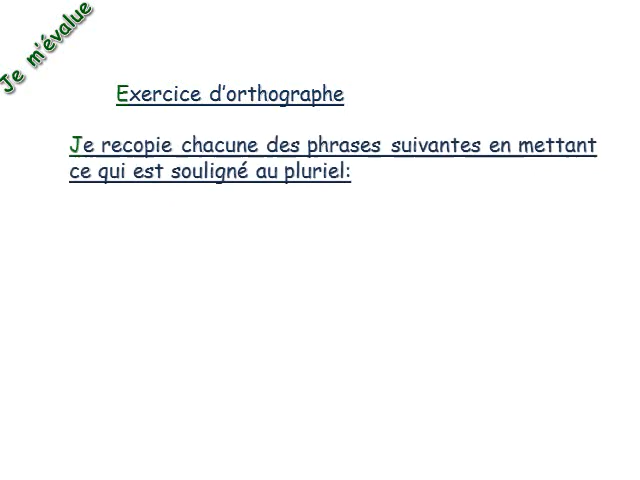 Je m'évalue
Exercice d’orthographe
Je recopie chacune des phrases suivantes en mettant
ce qui est souligné au pluriel: